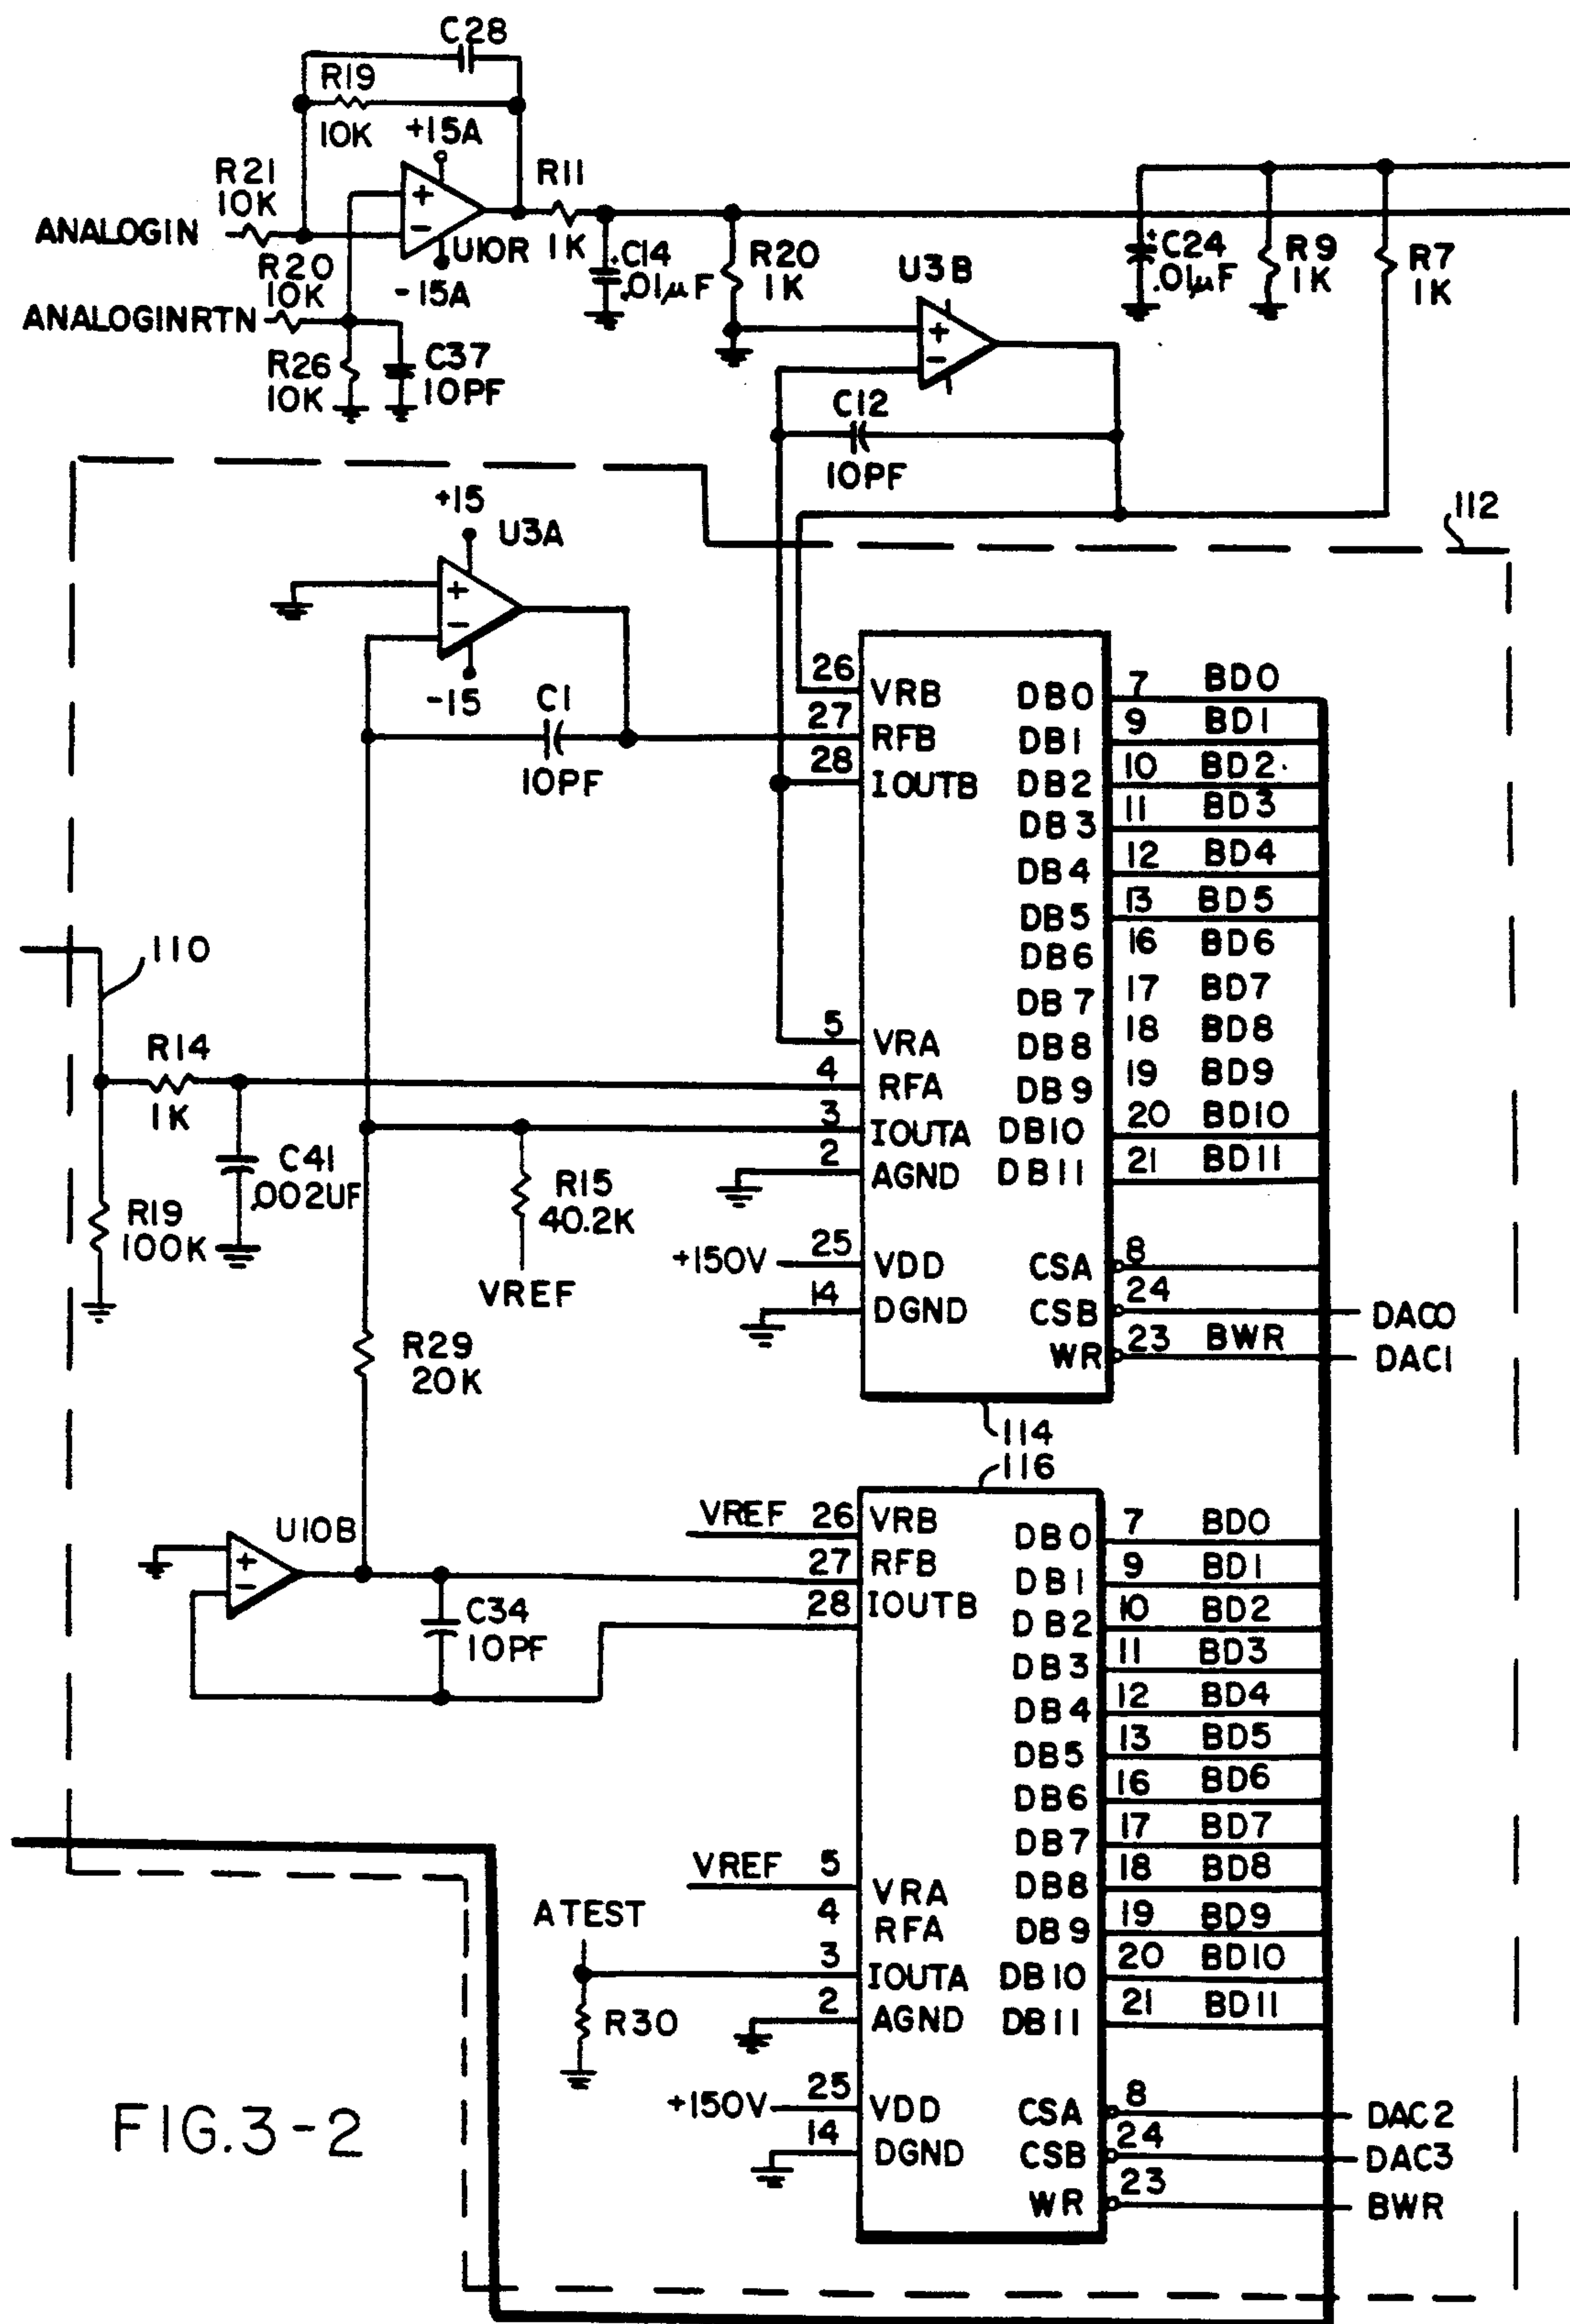 C28
R19
10K
+15A
R21
10K
R11
1K
ANALOGIN
U10R
-15A
R20
10K
ANALOGINRTN
R26
10K
C37
10PF
+
-
+
C14
.01µF
R20
1K
U3B
+
-
C12
10PF
+
C24
.01µF
R9
1K
R7
1K
112
+15
U3A
+
-
-15
C1
10PF
110
R14
1K
C41
.002UF
R19
100K
R15
40.2K
VREF
R29
20K
26 VRB
27 RFB
28 IOUTB
5 VRA
4 RFA
3 IOUTA
2 AGND
+150V 25 VDD
14 DGND
DB0 7 BD0
DB1 9 BD1
DB2 10 BD2
DB3 11 BD3
DB4 12 BD4
DB5 13 BD5
DB6 16 BD6
DB7 17 BD7
DB8 18 BD8
DB9 19 BD9
DB10 20 BD10
DB11 21 BD11
CSA 8
CSB 24 DAC0
WR 23 BWR DAC1
114
116
U10B
+
-
C34
10PF
VREF 26 VRB
27 RFB
28 IOUTB
VREF 5 VRA
4 RFA
ATEST
3 IOUTA
R30
2 AGND
+150V 25 VDD
14 DGND
DB0 7 BD0
DB1 9 BD1
DB2 10 BD2
DB3 11 BD3
DB4 12 BD4
DB5 13 BD5
DB6 16 BD6
DB7 17 BD7
DB8 18 BD8
DB9 19 BD9
DB10 20 BD10
DB11 21 BD11
CSA 8 DAC2
CSB 24 DAC3
WR 23 BWR
FIG.3-2